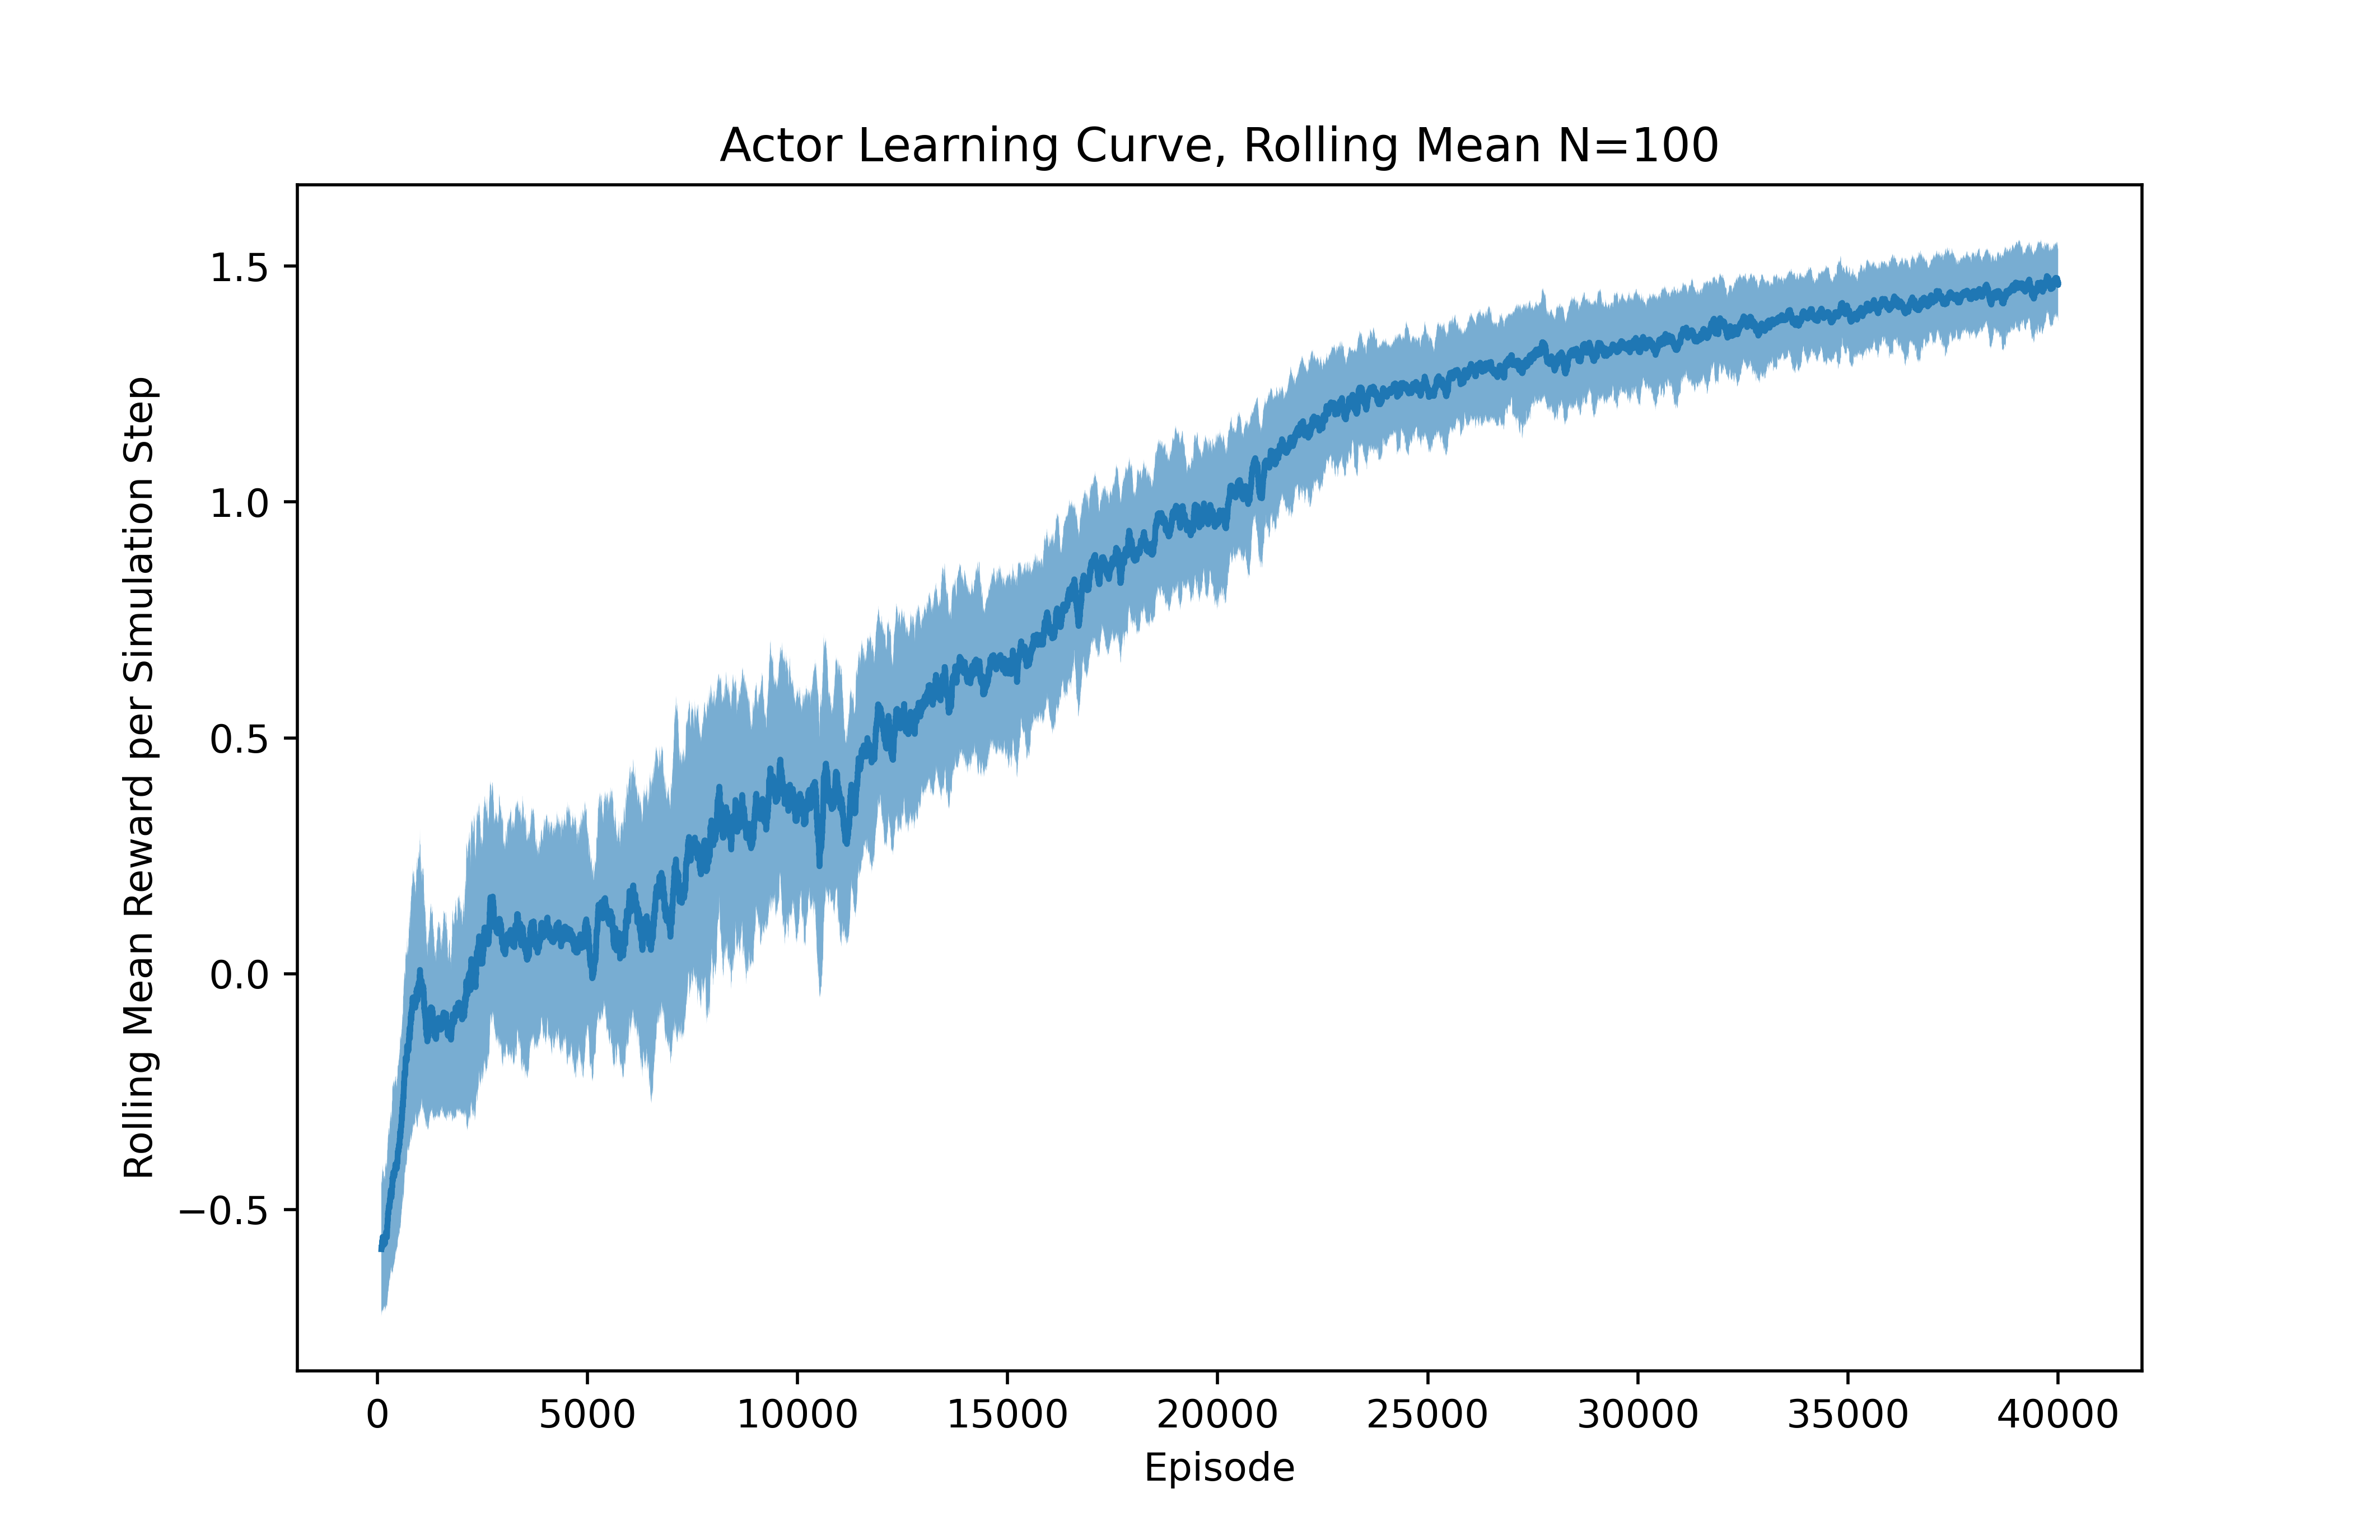 Actor Learning Curve, Rolling Mean N=100
Rolling Mean Reward per Simulation Step
1.5
1.0
0.5
0.0
−0.5
0 5000 10000 15000 20000 25000 30000 35000 40000
Episode